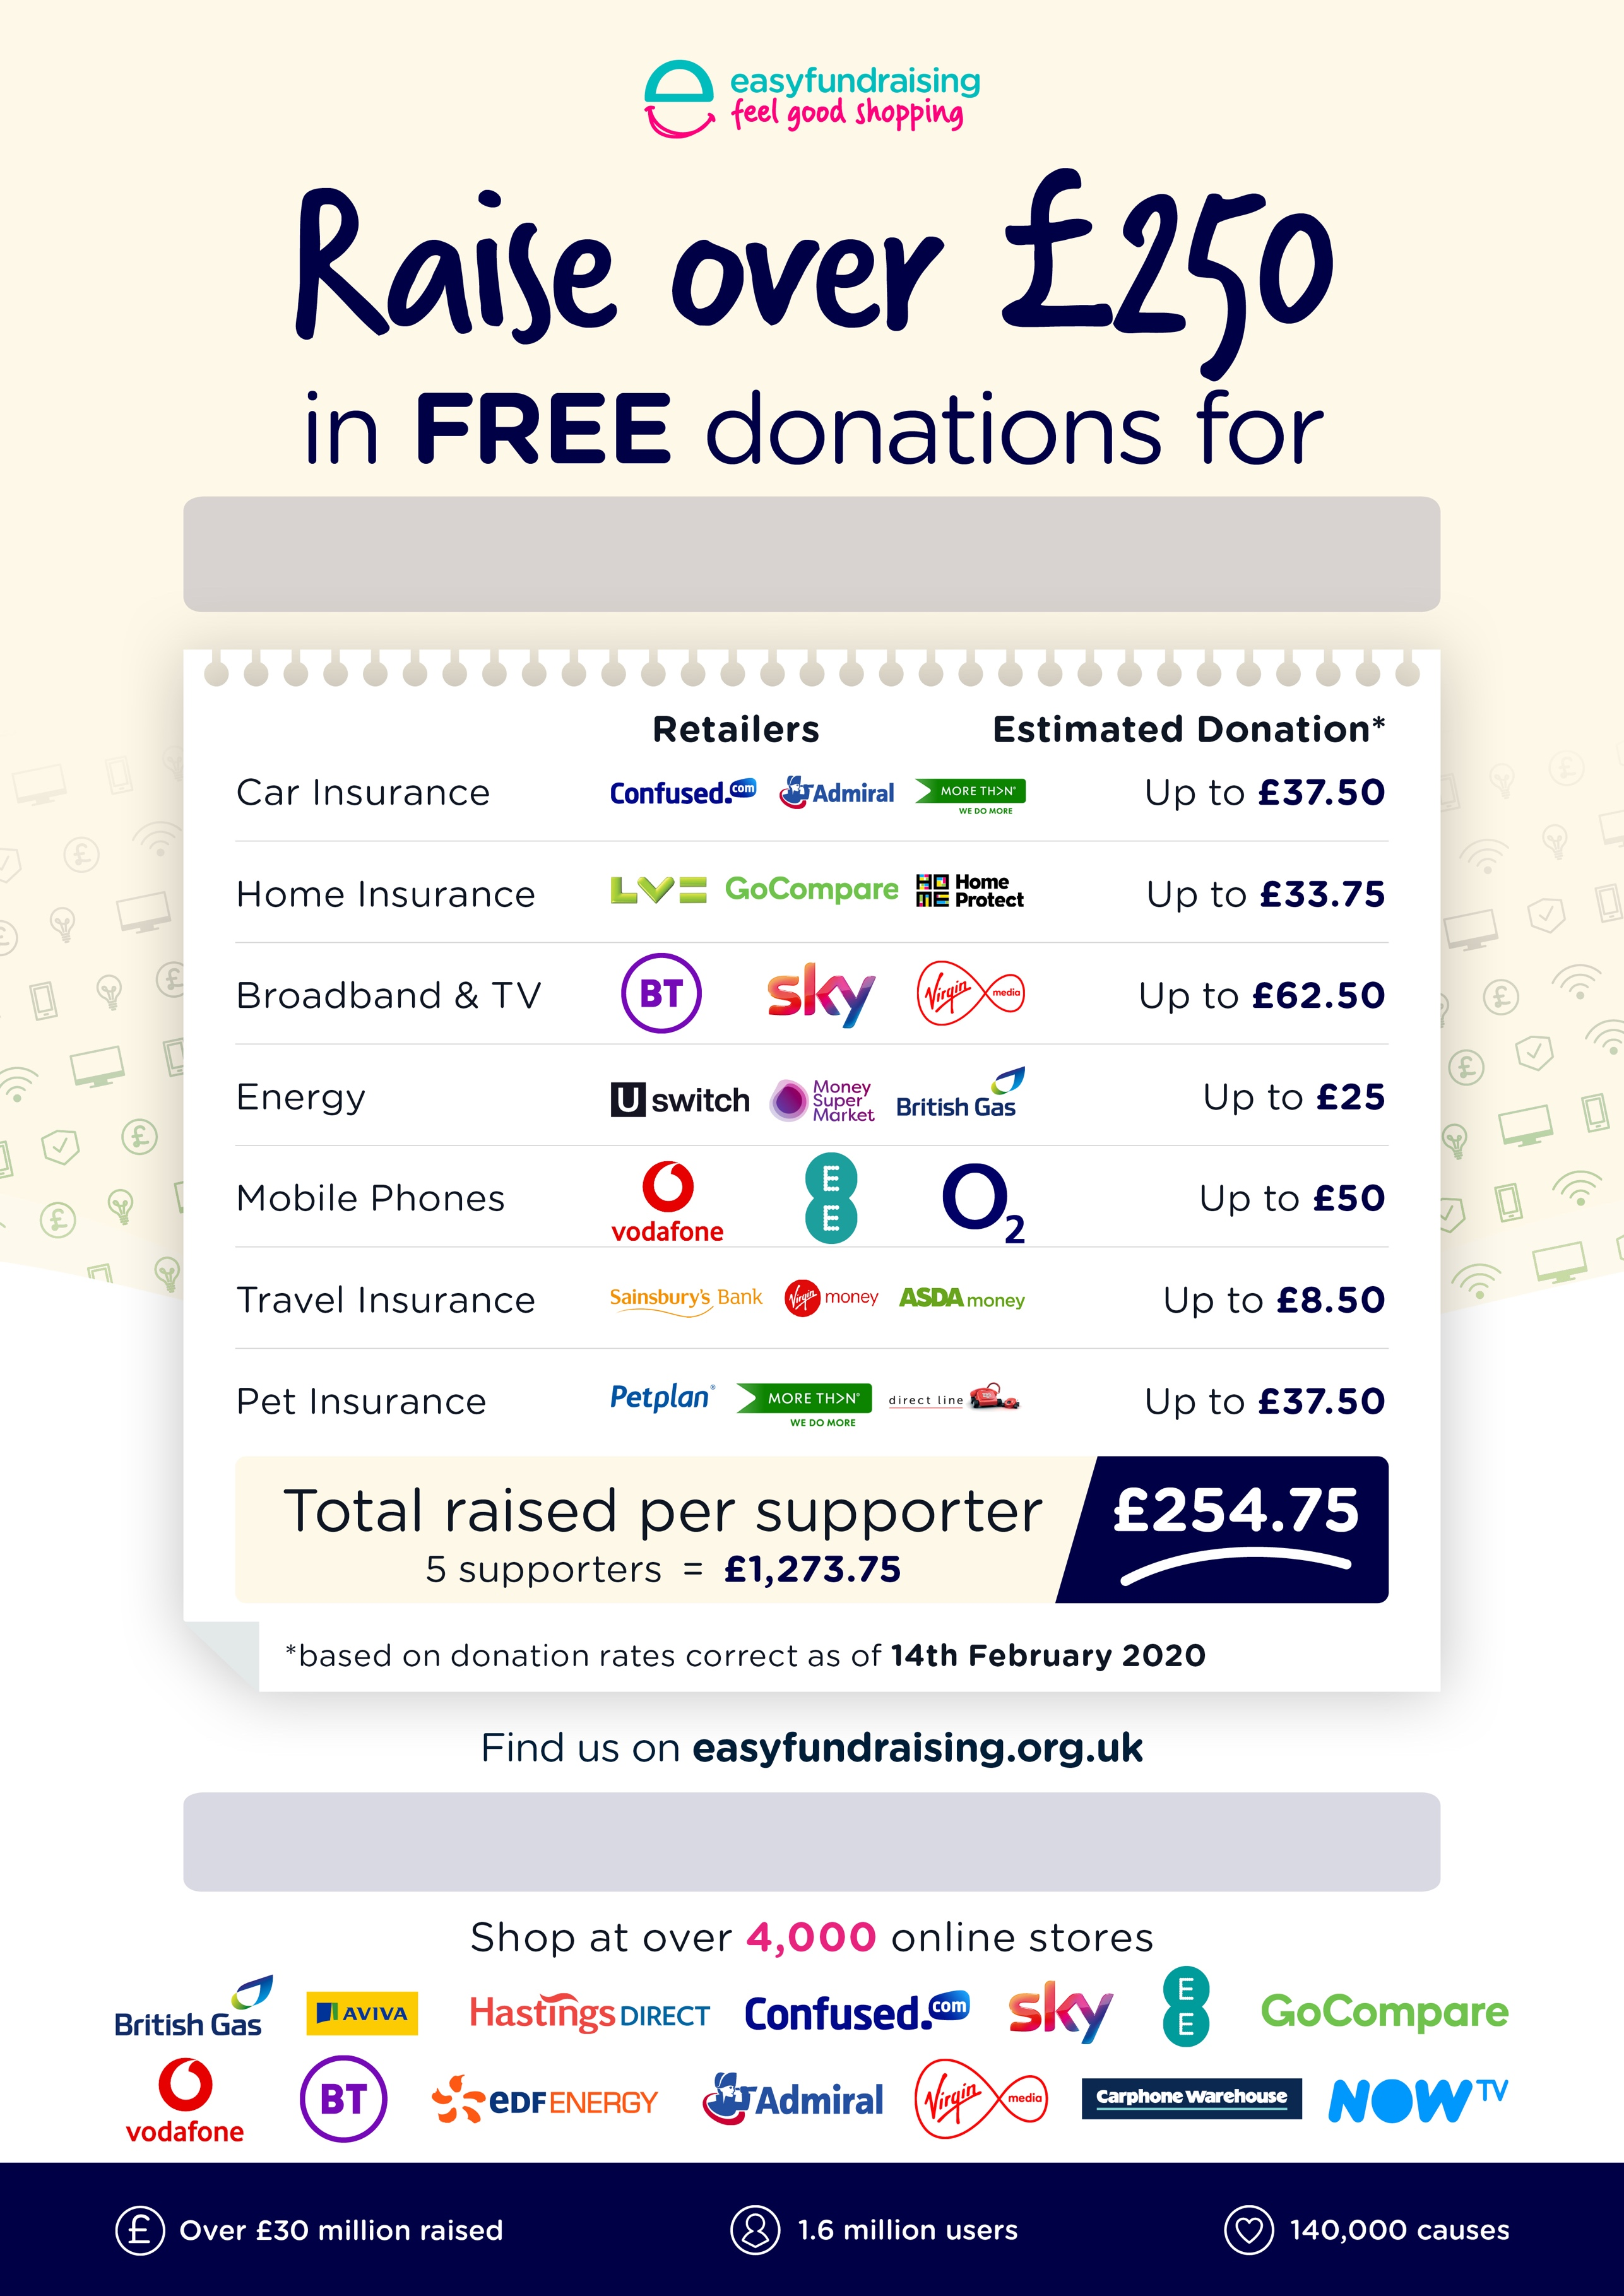 easyfundraising
feel good shopping
Raise over £250
in FREE donations for
Retailers Estimated Donation*
Car Insurance Confused.com Admiral MORE TH>N® Up to £37.50
WE DO MORE
Home Insurance LV= GoCompare HOME Home Protect Up to £33.75
Broadband & TV BT sky Virgin media Up to £62.50
Energy Uswitch Money Super Market British Gas Up to £25
Mobile Phones vodafone EE O2 Up to £50
Travel Insurance Sainsbury's Bank Virgin money ASDA money Up to £8.50
Pet Insurance Petplan® MORE TH>N® direct line Up to £37.50
WE DO MORE
Total raised per supporter £254.75
5 supporters = £1,273.75
*based on donation rates correct as of 14th February 2020
Find us on easyfundraising.org.uk
Shop at over 4,000 online stores
British Gas AVIVA Hastings DIRECT Confused.com sky EE GoCompare
vodafone BT eDF ENERGY Admiral Virgin media Carphone Warehouse NOW TV
£ Over £30 million raised 1.6 million users 140,000 causes